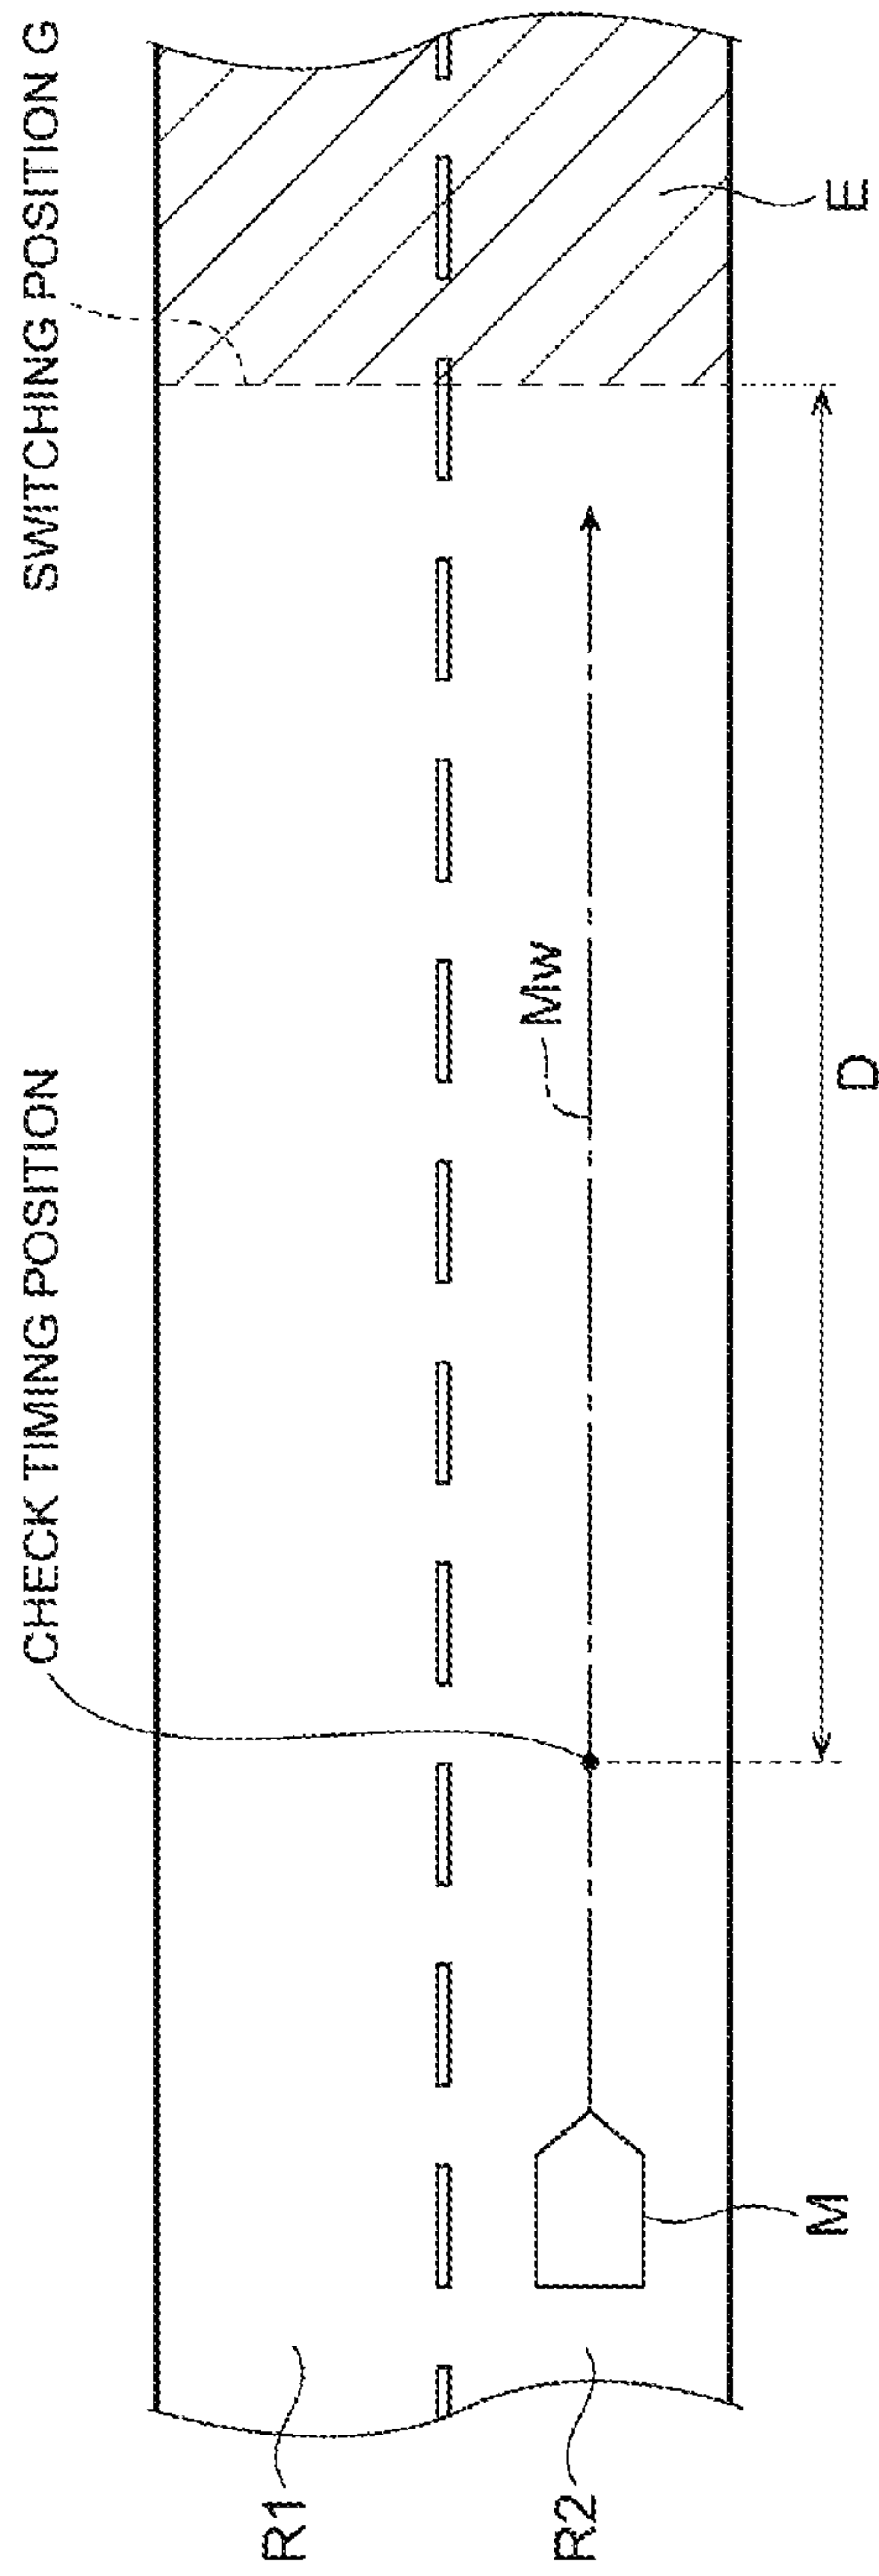 CHECK TIMING POSITION
SWITCHING POSITION G
R1
R2
Mw
M
D
E